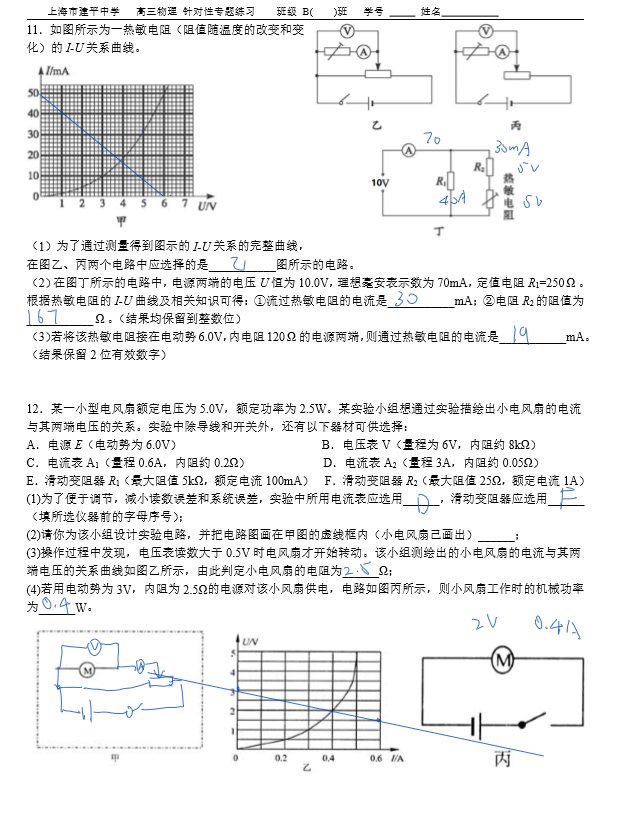 上海市建平中学 高三物理 针对性专题练习 班级 B( )班 学号 _____ 姓名__________
11．如图所示为一热敏电阻（阻值随温度的改变和变
化）的 I-U 关系曲线。
I/mA
50
40
30
20
10
0
1 2 3 4 5 6 7 U/V
甲
V
A
乙
V
A
丙
A
70
10V
R₁
40A
R₂
30mA
5V
热敏电阻
5V
丁
（1）为了通过测量得到图示的 I-U 关系的完整曲线，
在图乙、丙两个电路中应选择的是 乙 图所示的电路。
（2）在图丁所示的电路中，电源两端的电压 U 恒为 10.0V，理想毫安表示数为 70mA，定值电阻 R₁=250Ω。
根据热敏电阻的 I-U 曲线及相关知识可得：①流过热敏电阻的电流是 30 mA；②电阻 R₂的阻值为
167 Ω。（结果均保留到整数位）
（3）若将该热敏电阻接在电动势 6.0V，内电阻 120Ω 的电源两端，则通过热敏电阻的电流是 19 mA。
（结果保留 2 位有效数字）
12．某一小型电风扇额定电压为 5.0V，额定功率为 2.5W。某实验小组想通过实验描绘出小电风扇的电流
与其两端电压的关系。实验中除导线和开关外，还有以下器材可供选择：
A．电源 E（电动势为 6.0V） B．电压表 V（量程为 6V，内阻约 8kΩ）
C．电流表 A₁（量程 0.6A，内阻约 0.2Ω） D．电流表 A₂（量程 3A，内阻约 0.05Ω）
E．滑动变阻器 R₁（最大阻值 5kΩ，额定电流 100mA） F．滑动变阻器 R₂（最大阻值 25Ω，额定电流 1A）
(1)为了便于调节，减小读数误差和系统误差，实验中所用电流表应选用 D ，滑动变阻器应选用 F
（填所选仪器前的字母序号）；
(2)请你为该小组设计实验电路，并把电路图画在甲图的虚线框内（小电风扇己画出）______；
(3)操作过程中发现，电压表读数大于 0.5V 时电风扇才开始转动。该小组测绘出的小电风扇的电流与其两
端电压的关系曲线如图乙所示，由此判定小电风扇的电阻为 2.5 Ω；
(4)若用电动势为 3V，内阻为 2.5Ω的电源对该小风扇供电，电路如图丙所示，则小风扇工作时的机械功率
为 0.4 W。
V
M
A
甲
U/V
5
4
3
2
1
0 0.2 0.4 0.6 I/A
乙
2V 0.4A
M
丙